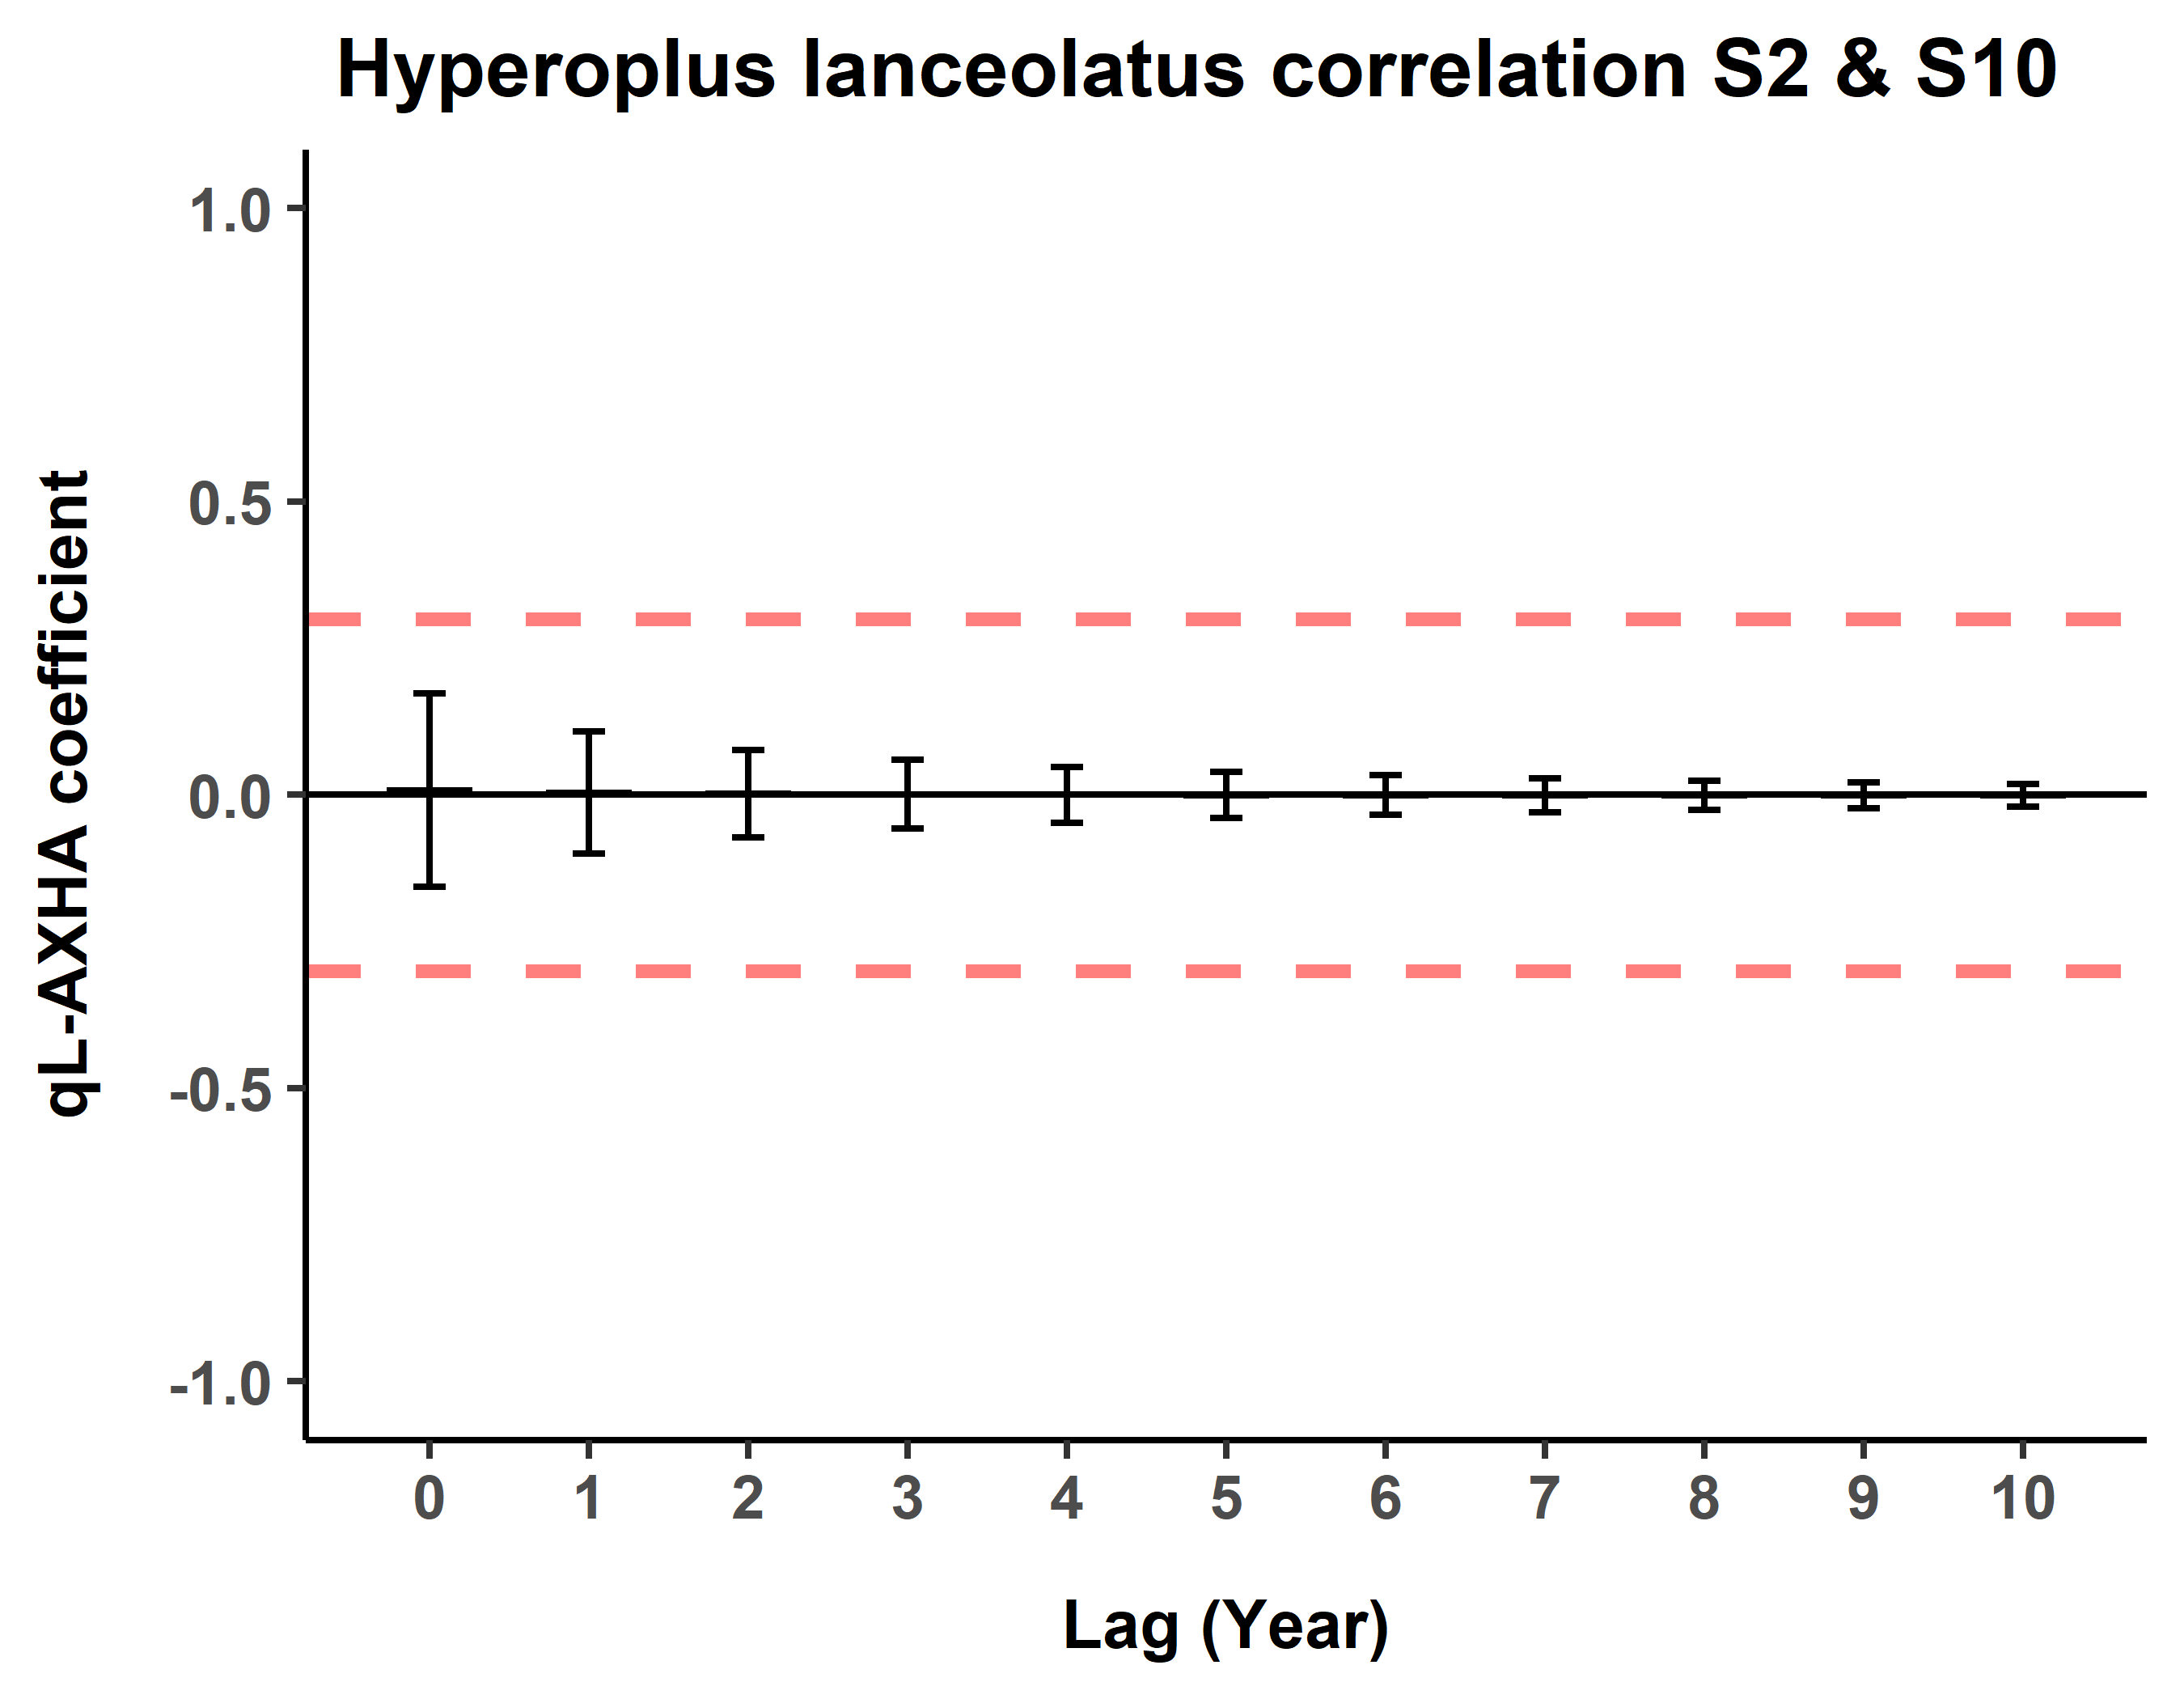 Hyperoplus lanceolatus correlation S2 & S10
qL-AXHA coefficient
1.0
0.5
0.0
-0.5
-1.0
0 1 2 3 4 5 6 7 8 9 10
Lag (Year)